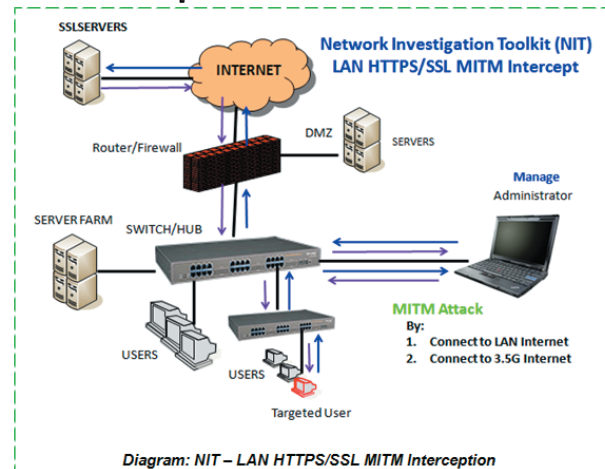 SSLSERVERS
Network Investigation Toolkit (NIT)
LAN HTTPS/SSL MITM Intercept
INTERNET
Router/Firewall
DMZ
SERVERS
Manage
Administrator
SERVER FARM
SWITCH/HUB
MITM Attack
By:
1. Connect to LAN Internet
2. Connect to 3.5G Internet
USERS
USERS
Targeted User
Diagram: NIT – LAN HTTPS/SSL MITM Interception